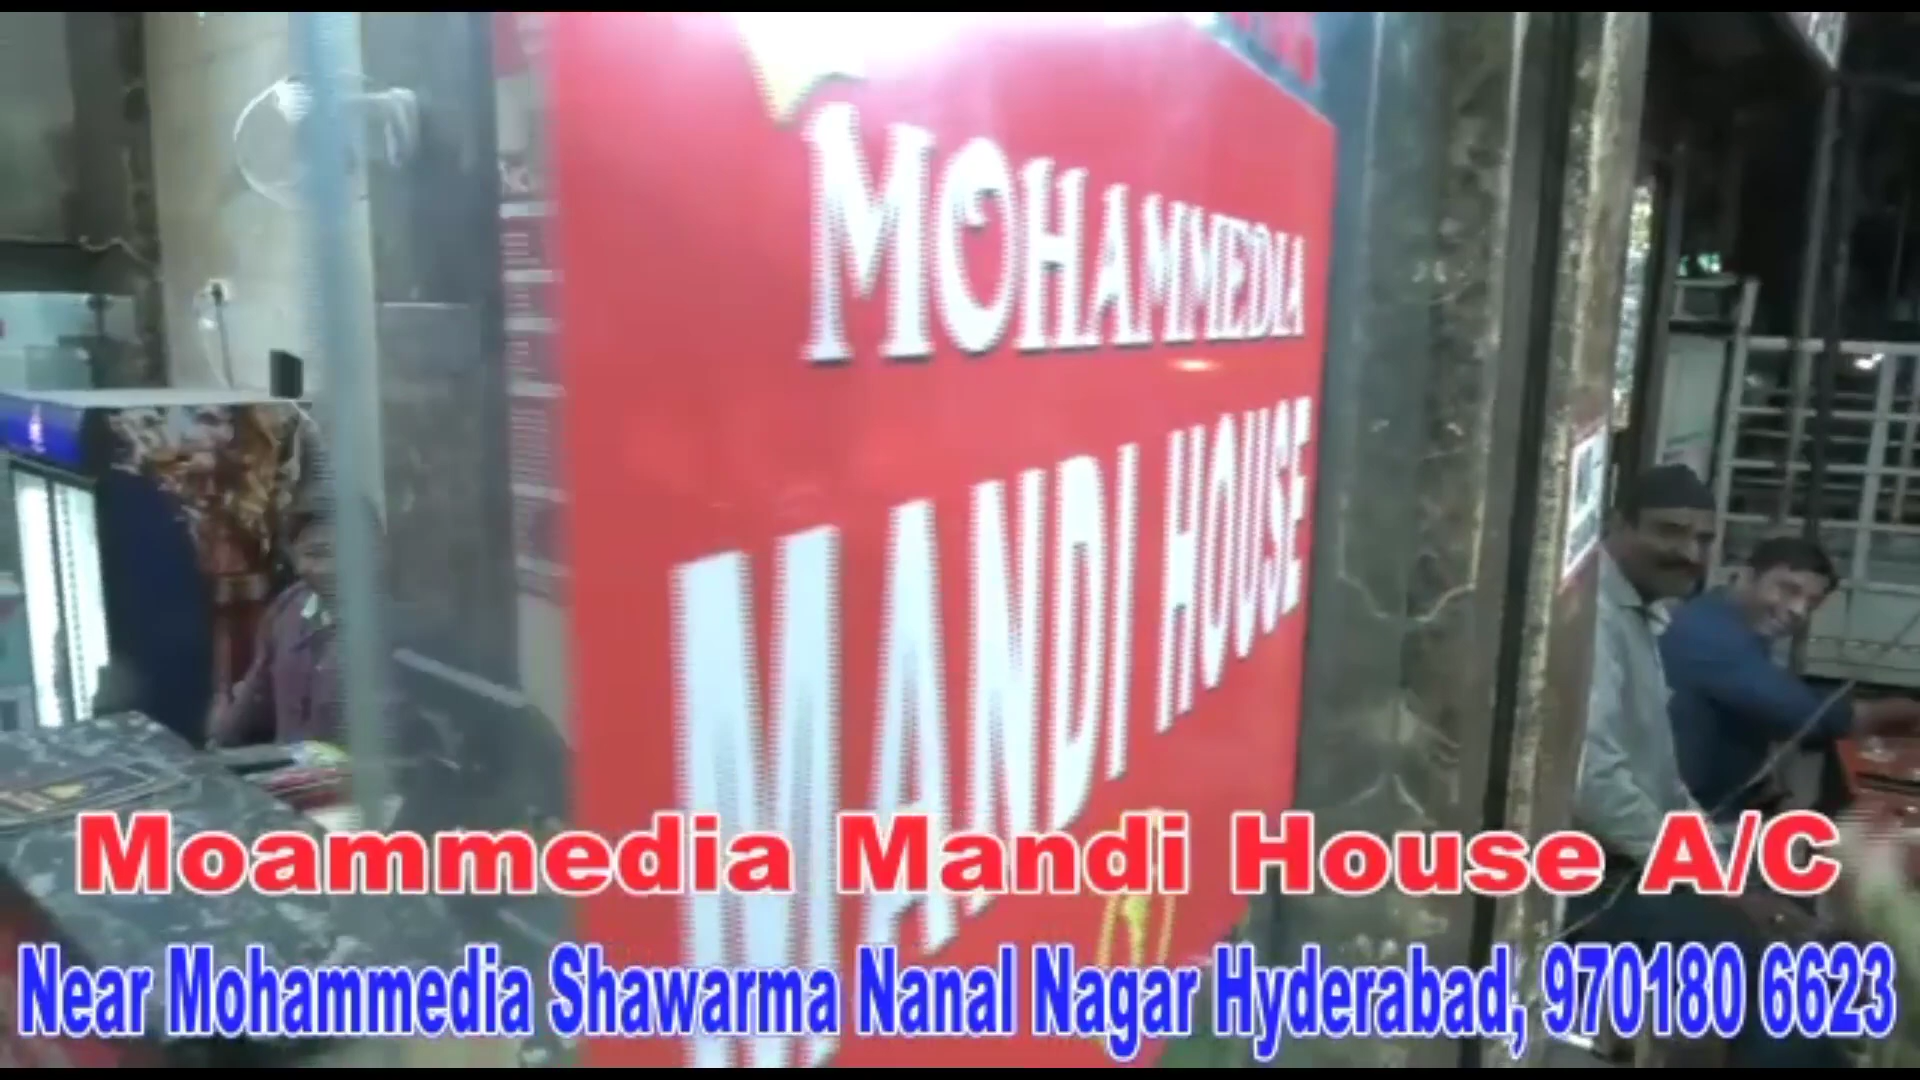 MOHAMMEDIA
MANDI HOUSE
Moammedia Mandi House A/C
Near Mohammedia Shawarma Nanal Nagar Hyderabad, 970180 6623